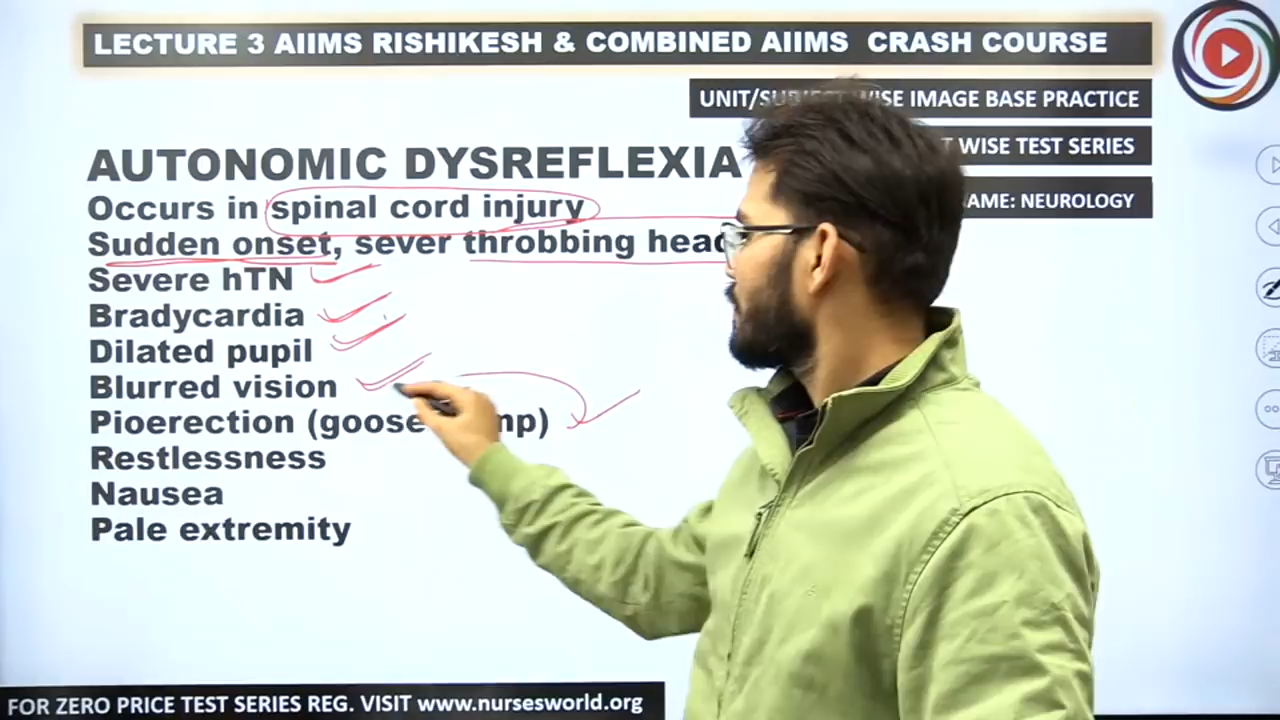 LECTURE 3 AIIMS RISHIKESH & COMBINED AIIMS CRASH COURSE
IMAGE BASE PRACTICE
WISE TEST SERIES
NEUROLOGY
AUTONOMIC DYSREFLEXIA
Occurs in spinal cord injury
Sudden onset, sever throbbing
Severe hTN
Bradycardia
Dilated pupil
Blurred vision
Pioerection (goose
Restlessness
Nausea
Pale extremity
FOR ZERO PRICE TEST SERIES REG. VISIT www.nursesworld.org